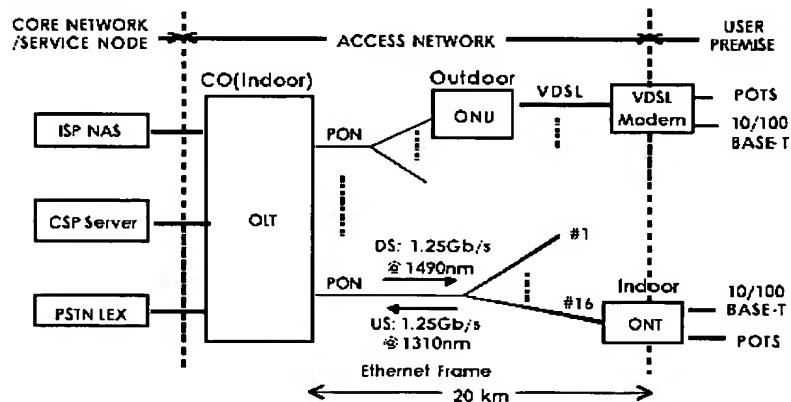 CORE NETWORK
/SERVICE NODE
ACCESS NETWORK
USER
PREMISE
CO(Indoor)
Outdoor
ISP NAS
CSP Server
PSTN LEX
OLT
PON
ONU
VDSL
VDSL
Modem
POTS
10/100
BASE-T
DS: 1.25Gb/s
@ 1490nm
#1
PON
#16
US: 1.25Gb/s
@ 1310nm
Indoor
ONT
10/100
BASE-T
POTS
Ethernet Frame
20 km